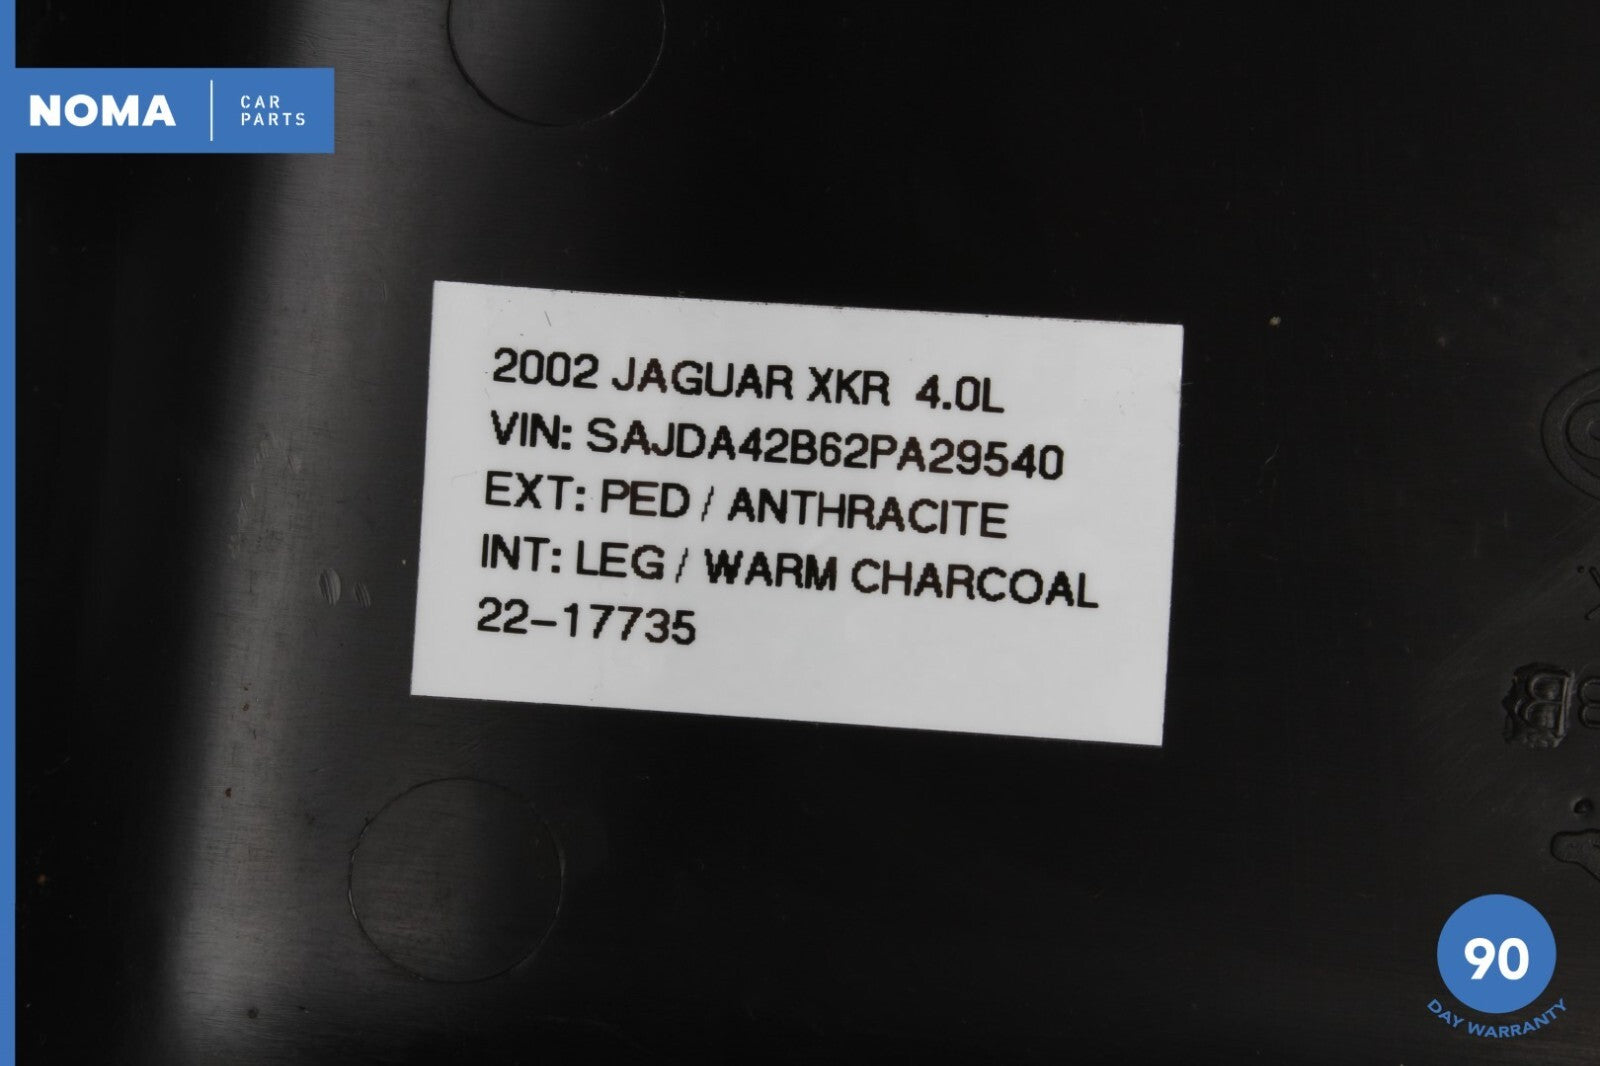 NOMA
CAR
PARTS
2002 JAGUAR XKR 4.0L
VIN: SAJDA42B62PA29540
EXT: PED / ANTHRACITE
INT: LEG / WARM CHARCOAL
22-17735
90
DAY WARRANTY